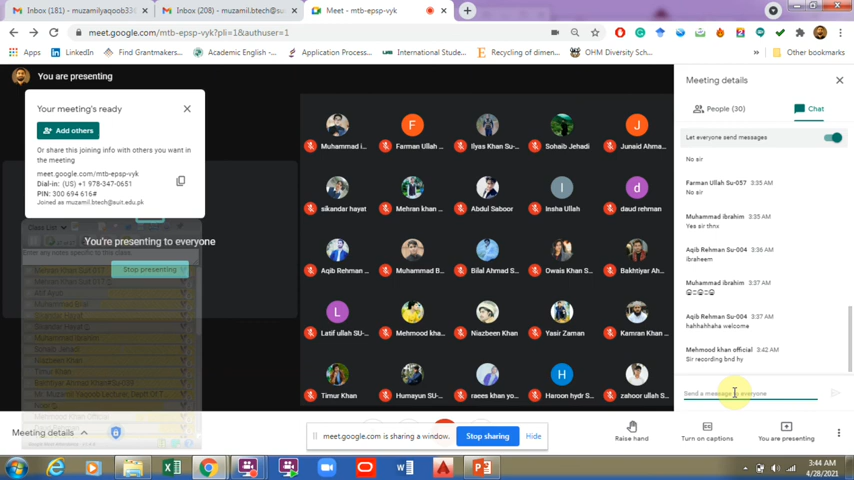 Inbox (181) - muzamilyaqoob33
Inbox (208) - muzamil.btech@su
Meet - mtb-epsp-vyk
meet.google.com/mtb-epsp-vyk?pli=1&authuser=1
Apps
LinkedIn
Find Grantmakers...
Academic English -...
Application Process...
International Stude...
Recycling of dimen...
OHM Diversity Sch...
Other bookmarks
You are presenting
Your meeting's ready
Add others
Or share this joining info with others you want in
the meeting
meet.google.com/mtb-epsp-vyk
Dial-in: (US) +1 978-347-0651
PIN: 300 694 616#
Joined as muzamil.btech@suit.edu.pk
You're presenting to everyone
Stop presenting
Muhammad i...
Farman Ullah ...
Ilyas Khan Su-...
Sohaib Jehadi
Junaid Ahma...
sikandar hayat
Mehran khan ...
Abdul Saboor
Insha Ullah
daud rehman
Aqib Rehman ...
Muhammad B...
Bilal Ahmad S...
Owais Khan S...
Bakhtiyar Ah...
Latif ullah SU-...
Mehmood kha...
Niazbeen Khan
Yasir Zaman
Kamran Khan
Timur Khan
Humayun SU-...
raees khan yo...
Haroon hydr S...
zahoor ullah S...
Meeting details
People (30)
Chat
Let everyone send messages
No sir
Farman Ullah Su-057 3:35 AM
No sir
Muhammad ibrahim 3:35 AM
Yes sir thnx
Aqib Rehman Su-004 3:36 AM
ibraheem
Muhammad ibrahim 3:37 AM
Aqib Rehman Su-004 3:37 AM
hahhahhaha welcome
Mehmood khan official 3:42 AM
Sir recording bnd hy
Send a message to everyone
Meeting details
meet.google.com is sharing a window.
Stop sharing
Hide
Raise hand
Turn on captions
You are presenting
3:44 AM
4/28/2021